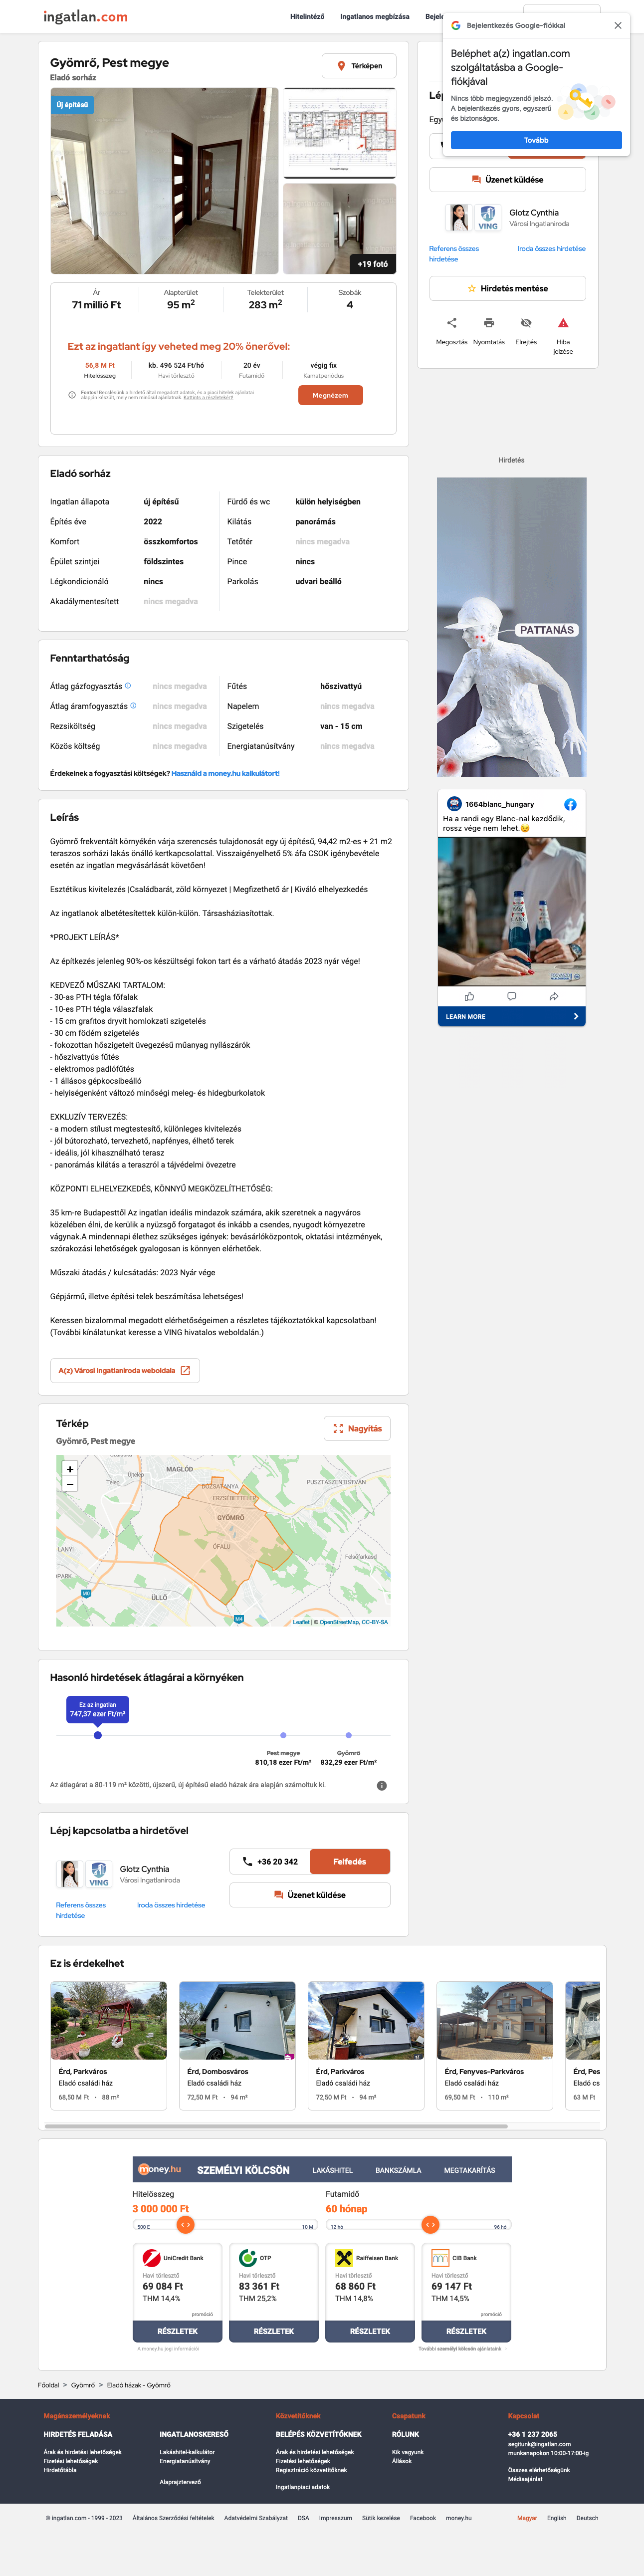 ingatlan.com
Hitelintéző Ingatlanos megbízása
Bejelentkezés Google-fiókkal
Beléphet a(z) ingatlan.com
szolgáltatásba a Google-
fiókjával
Nincs több megjegyzendő jelszó.
A bejelentkezés gyors, egyszerű
és biztonságos.
Tovább
Gyömrő, Pest megye
Eladó sorház
Térképen
Új építésű
+19 fotó
Ár
71 millió Ft
Alapterület
95 m2
Telekterület
283 m2
Szobák
4
Ezt az ingatlant így veheted meg 20% önerővel:
56,8 M Ft
Hitelösszeg
kb. 496 524 Ft/hó
Havi törlesztő
20 év
Futamidő
végig fix
Kamatperiódus
Fontos! Becslésünk a hirdető által megadott adatok, és a piaci hitelek ajánlatai
alapján készült, mely nem minősül ajánlatnak. Kattints a részletekért!
Megnézem
Üzenet küldése
Glotz Cynthia
Városi Ingatlaniroda
VING
Referens összes
hirdetése
Iroda összes hirdetése
Hirdetés mentése
Megosztás Nyomtatás Elrejtés Hiba
jelzése
Eladó sorház
Ingatlan állapota új építésű
Építés éve 2022
Komfort összkomfortos
Épület szintjei földszintes
Légkondicionáló nincs
Akadálymentesített nincs megadva
Fürdő és wc külön helyiségben
Kilátás panorámás
Tetőtér nincs megadva
Pince nincs
Parkolás udvari beálló
Hirdetés
PATTANÁS
Fenntarthatóság
Átlag gázfogyasztás nincs megadva
Átlag áramfogyasztás nincs megadva
Rezsiköltség nincs megadva
Közös költség nincs megadva
Fűtés hőszivattyú
Napelem nincs megadva
Szigetelés van - 15 cm
Energiatanúsítvány nincs megadva
Érdekelnek a fogyasztási költségek? Használd a money.hu kalkulátort!
1664blanc_hungary
Ha a randi egy Blanc-nal kezdődik,
rossz vége nem lehet.😉
LEARN MORE
Leírás
Gyömrő frekventált környékén várja szerencsés tulajdonosát egy új építésű, 94,42 m2-es + 21 m2
teraszos sorházi lakás önálló kertkapcsolattal. Visszaigényelhető 5% áfa CSOK igénybevétele
esetén az ingatlan megvásárlását követően!
Esztétikus kivitelezés |Családbarát, zöld környezet | Megfizethető ár | Kiváló elhelyezkedés
Az ingatlanok albetétesítettek külön-külön. Társasháziasítottak.
*PROJEKT LEÍRÁS*
Az építkezés jelenleg 90%-os készültségi fokon tart és a várható átadás 2023 nyár vége!
KEDVEZŐ MŰSZAKI TARTALOM:
- 30-as PTH tégla főfalak
- 10-es PTH tégla válaszfalak
- 15 cm grafitos dryvit homlokzati szigetelés
- 30 cm födém szigetelés
- fokozottan hőszigetelt üvegezésű műanyag nyílászárók
- hőszivattyús fűtés
- elektromos padlófűtés
- 1 állásos gépkocsibeálló
- helyiségenként változó minőségi meleg- és hidegburkolatok
EXKLUZÍV TERVEZÉS:
- a modern stílust megtestesítő, különleges kivitelezés
- jól bútorozható, tervezhető, napfényes, élhető terek
- ideális, jól kihasználható terasz
- panorámás kilátás a teraszról a tájvédelmi övezetre
KÖZPONTI ELHELYEZKEDÉS, KÖNNYŰ MEGKÖZELÍTHETŐSÉG:
35 km-re Budapesttől Az ingatlan ideális mindazok számára, akik szeretnek a nagyváros
közelében élni, de kerülik a nyüzsgő forgatagot és inkább a csendes, nyugodt környezetre
vágynak.A mindennapi élethez szükséges igények: bevásárlóközpontok, oktatási intézmények,
szórakozási lehetőségek gyalogosan is könnyen elérhetőek.
Műszaki átadás / kulcsátadás: 2023 Nyár vége
Gépjármű, illetve építési telek beszámítása lehetséges!
Keressen bizalommal megadott elérhetőségeimen a részletes tájékoztatókkal kapcsolatban!
(További kínálatunkat keresse a VING hivatalos weboldalán.)
A(z) Városi Ingatlaniroda weboldala
Térkép
Nagyítás
Gyömrő, Pest megye
+
−
MAGLÓD
Újtelep
Telep
DÓZSATANYA
ERZSÉBETTELEP
PUSZTASZENTISTVÁN
GYÖMRŐ
ÓFALU
LANYI
Felsőfarkasd
OPARK
M0
ÜLLŐ
M4
Leaflet | © OpenStreetMap, CC-BY-SA
Hasonló hirdetések átlagárai a környéken
Ez az ingatlan
747,37 ezer Ft/m²
Pest megye
810,18 ezer Ft/m²
Gyömrő
832,29 ezer Ft/m²
Az átlagárat a 80-119 m² közötti, újszerű, új építésű eladó házak ára alapján számoltuk ki.
Lépj kapcsolatba a hirdetővel
Glotz Cynthia
Városi Ingatlaniroda
VING
Referens összes
hirdetése
Iroda összes hirdetése
+36 20 342
Felfedés
Üzenet küldése
Ez is érdekelhet
Érd, Parkváros
Eladó családi ház
68,50 M Ft • 88 m²
Érd, Dombosváros
Eladó családi ház
72,50 M Ft • 94 m²
Érd, Parkváros
Eladó családi ház
72,50 M Ft • 94 m²
Érd, Fenyves-Parkváros
Eladó családi ház
69,50 M Ft • 110 m²
Érd, Pes
Eladó cs
63 M Ft
money.hu SZEMÉLYI KÖLCSÖN LAKÁSHITEL BANKSZÁMLA MEGTAKARÍTÁS
Hitelösszeg
3 000 000 Ft
500 E 10 M
Futamidő
60 hónap
12 hó 96 hó
UniCredit Bank
Havi törlesztő
69 084 Ft
THM 14,4%
promóció
RÉSZLETEK
OTP
Havi törlesztő
83 361 Ft
THM 25,2%
RÉSZLETEK
Raiffeisen Bank
Havi törlesztő
68 860 Ft
THM 14,8%
RÉSZLETEK
CIB Bank
Havi törlesztő
69 147 Ft
THM 14,5%
promóció
RÉSZLETEK
A money.hu jogi információi
További személyi kölcsön ajánlataink
Főoldal > Gyömrő > Eladó házak - Gyömrő
Magánszemélyeknek
HIRDETÉS FELADÁSA
Árak és hirdetési lehetőségek
Fizetési lehetőségek
Hirdetőtábla
INGATLANOSKERESŐ
Lakáshitel-kalkulátor
Energiatanúsítvány
Alaprajztervező
Közvetítőknek
BELÉPÉS KÖZVETÍTŐKNEK
Árak és hirdetési lehetőségek
Fizetési lehetőségek
Regisztráció közvetítőknek
Ingatlanpiaci adatok
Csapatunk
RÓLUNK
Kik vagyunk
Állások
Kapcsolat
+36 1 237 2065
segitunk@ingatlan.com
munkanapokon 10:00-17:00-ig
Összes elérhetőségünk
Médiaajánlat
© ingatlan.com - 1999 - 2023 Általános Szerződési feltételek Adatvédelmi Szabályzat DSA Impresszum Sütik kezelése Facebook money.hu Magyar English Deutsch